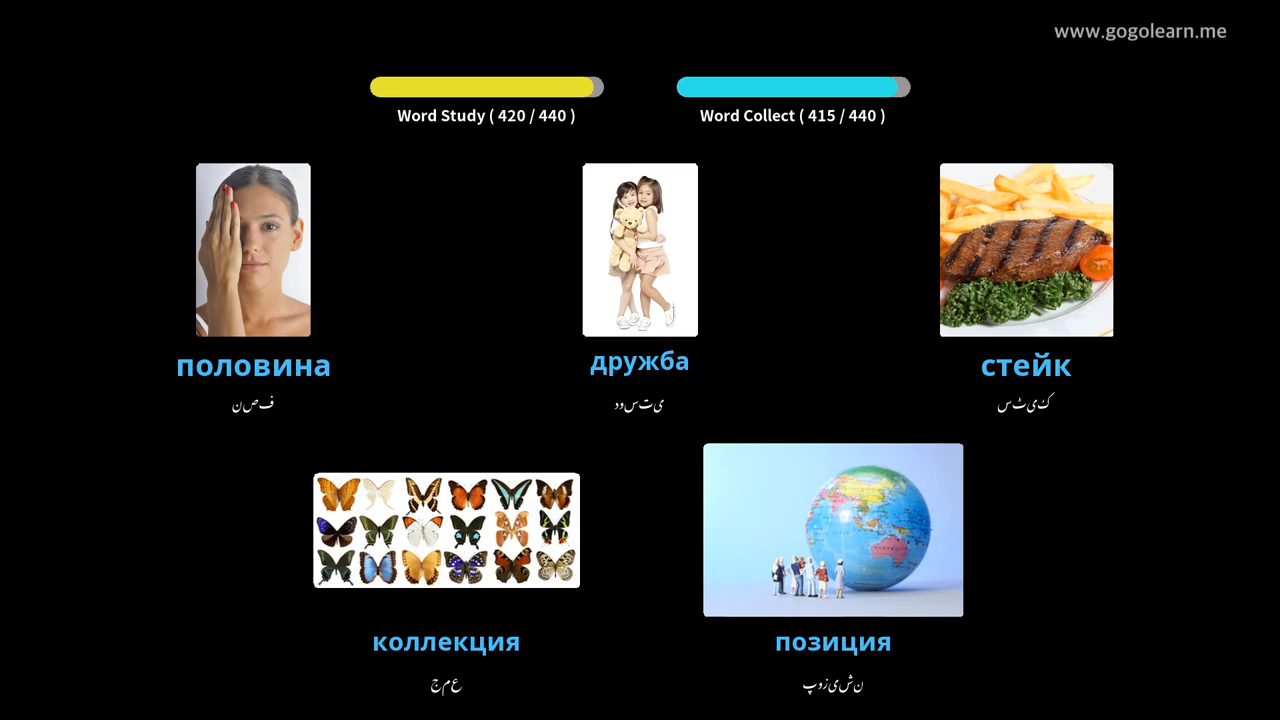 www.gogolearn.me
Word Study ( 420 / 440 )
Word Collect ( 415 / 440 )
половина
نصف
дружба
دوستی
стейк
سٹیک
коллекция
جمع
позиция
پوزیشن